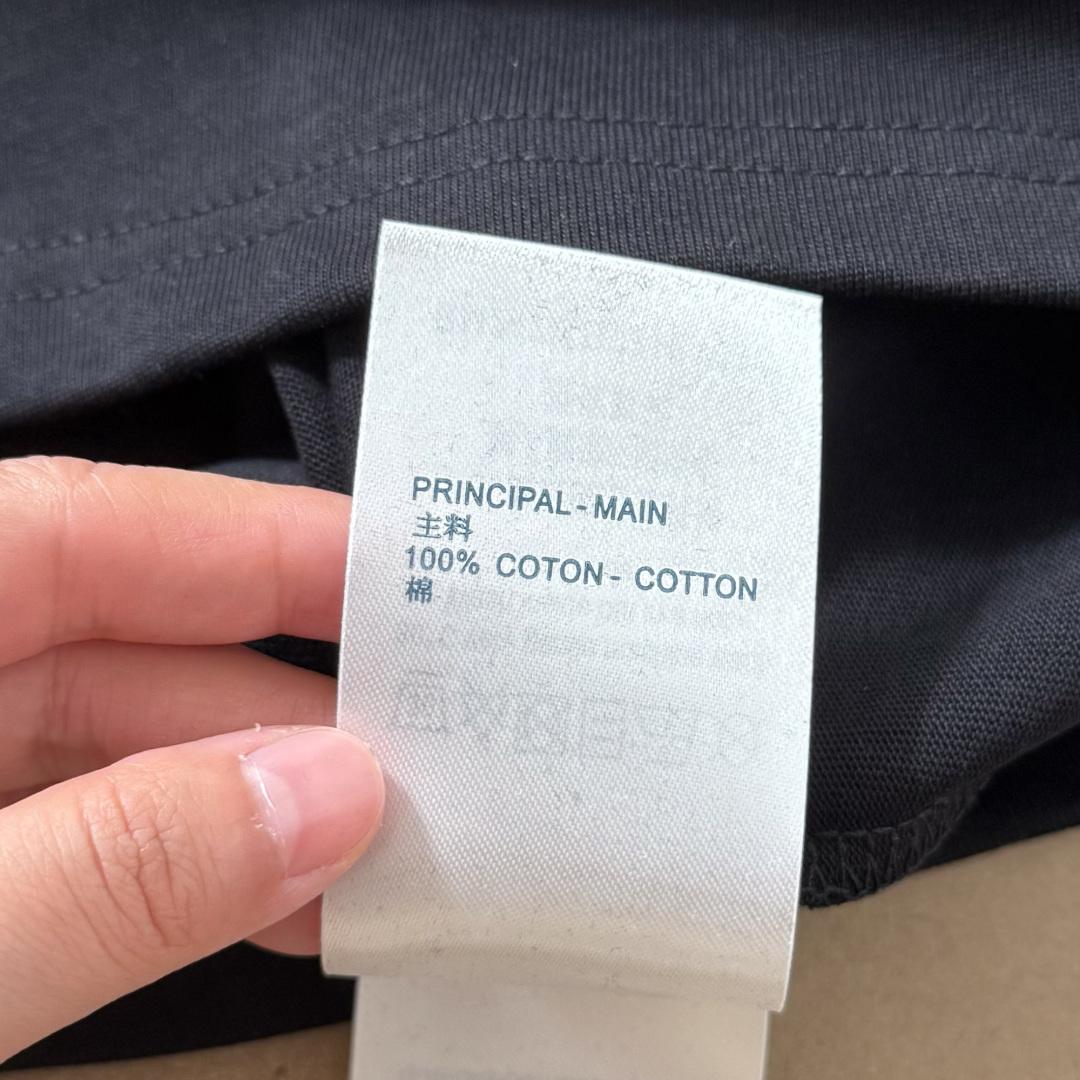 PRINCIPAL - MAIN
主料
100% COTON - COTTON
棉